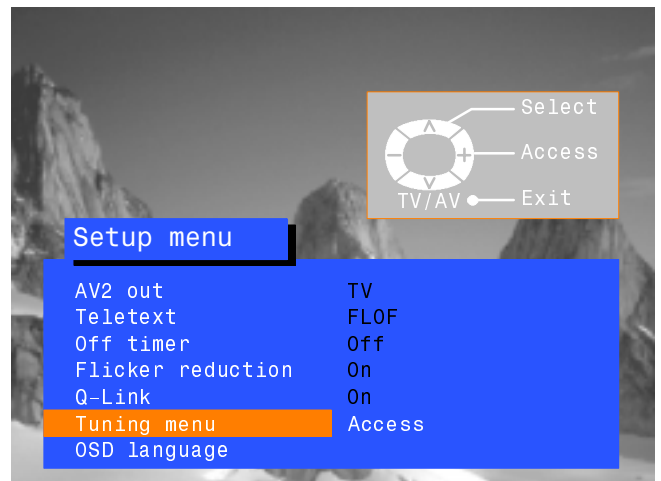 Select
Access
TV/AV
Exit
Setup menu
AV2 out TV
Teletext FLOF
Off timer Off
Flicker reduction On
Q-Link On
Tuning menu Access
OSD language